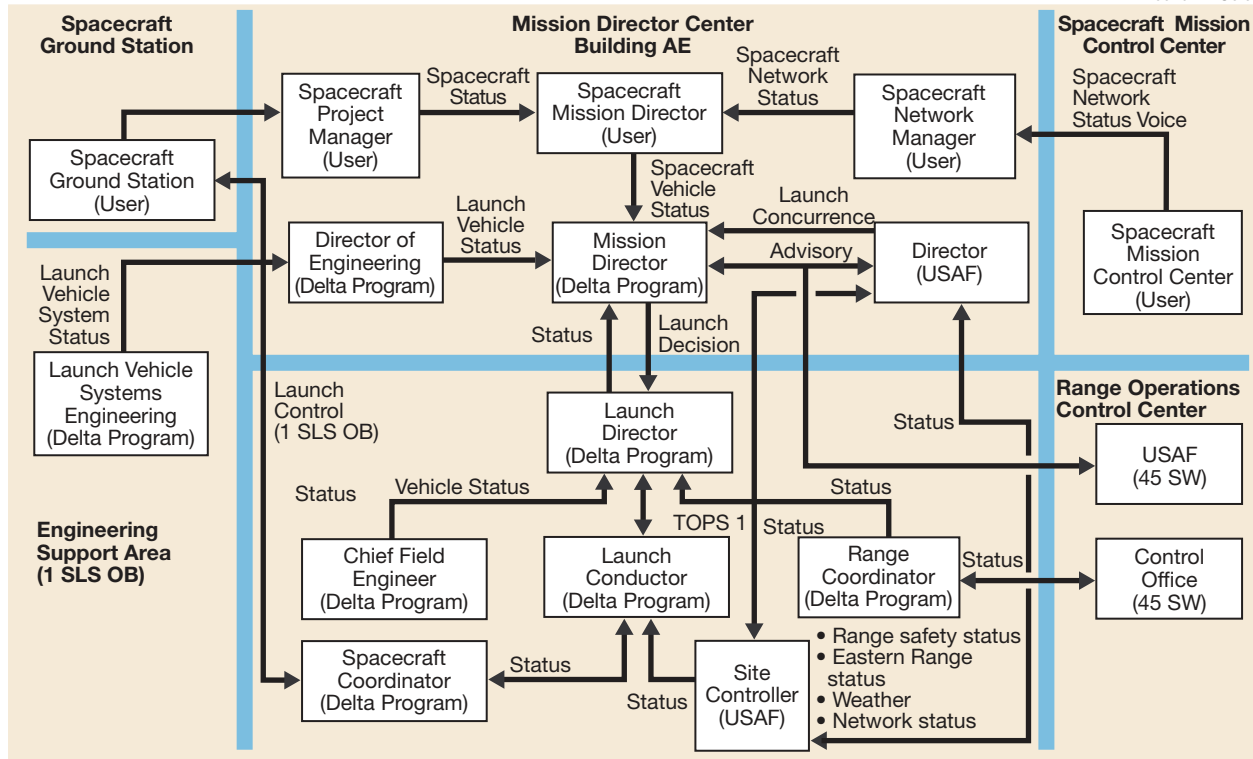 Spacecraft
Ground Station
Mission Director Center
Building AE
Spacecraft Mission
Control Center
Spacecraft
Project
Manager
(User)
Spacecraft
Status
Spacecraft
Mission Director
(User)
Spacecraft
Network
Status
Spacecraft
Network
Manager
(User)
Spacecraft
Network
Status Voice
Spacecraft
Ground Station
(User)
Spacecraft
Vehicle
Status
Launch
Vehicle
Status
Launch
Concurrence
Director of
Engineering
(Delta Program)
Mission
Director
(Delta Program)
Advisory
Director
(USAF)
Spacecraft
Mission
Control Center
(User)
Launch
Vehicle
System
Status
Status
Launch
Decision
Launch Vehicle
Systems
Engineering
(Delta Program)
Launch
Control
(1 SLS OB)
Launch
Director
(Delta Program)
Status
Range Operations
Control Center
USAF
(45 SW)
Status
Vehicle Status
Status
TOPS 1
Status
Engineering
Support Area
(1 SLS OB)
Chief Field
Engineer
(Delta Program)
Launch
Conductor
(Delta Program)
Range
Coordinator
(Delta Program)
Status
Control
Office
(45 SW)
Spacecraft
Coordinator
(Delta Program)
Status
Status
Site
Controller
(USAF)
• Range safety status
• Eastern Range
status
• Weather
• Network status